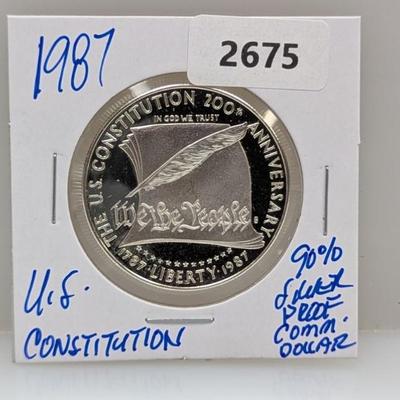 1987
2675
THE U.S. CONSTITUTION 200TH ANNIVERSARY
IN GOD WE TRUST
We the People
S
1787·LIBERTY·1987
U.S.
CONSTITUTION
90%
SILVER
PROOF
Comm.
DOLLAR